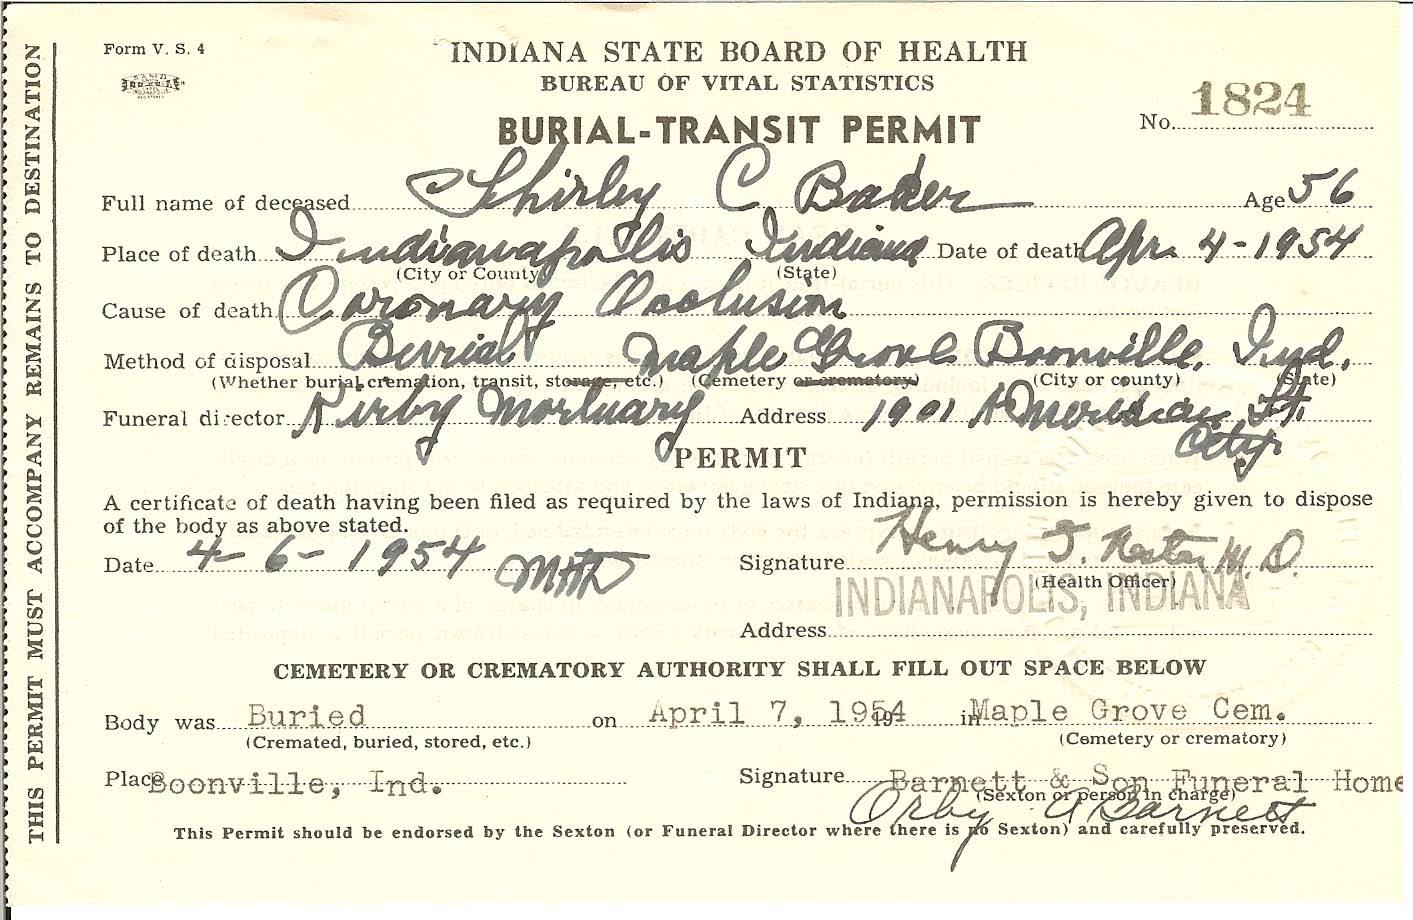 Form V. S. 4
INDIANA STATE BOARD OF HEALTH
BUREAU OF VITAL STATISTICS
BURIAL-TRANSIT PERMIT
No. 1824
Full name of deceased Shirley C Baker Age 56
Place of death Indianapolis Indiana Date of death Apr. 4-1954
(City or County) (State)
Cause of death Coronary Occlusion
Method of disposal Burrial Maple Grove Boonville, Ind.
(Whether burial, cremation, transit, storage, etc.) (Cemetery or crematory) (City or county) (State)
Funeral director Kirby Mortuary Address 1901 N Meridian St.
City
PERMIT
A certificate of death having been filed as required by the laws of Indiana, permission is hereby given to dispose
of the body as above stated.
Date 4-6-1954 Signature Henry G. Nester M.D.
(Health Officer)
INDIANAPOLIS, INDIANA
Address
CEMETERY OR CREMATORY AUTHORITY SHALL FILL OUT SPACE BELOW
Body was Buried on April 7, 1954 194 in Maple Grove Cem.
(Cremated, buried, stored, etc.) (Cemetery or crematory)
Place Boonville, Ind. Signature Barnett & Son Funeral Home
(Sexton or person in charge)
Orby A Barnett
This Permit should be endorsed by the Sexton (or Funeral Director where there is no Sexton) and carefully preserved.
THIS PERMIT MUST ACCOMPANY REMAINS TO DESTINATION